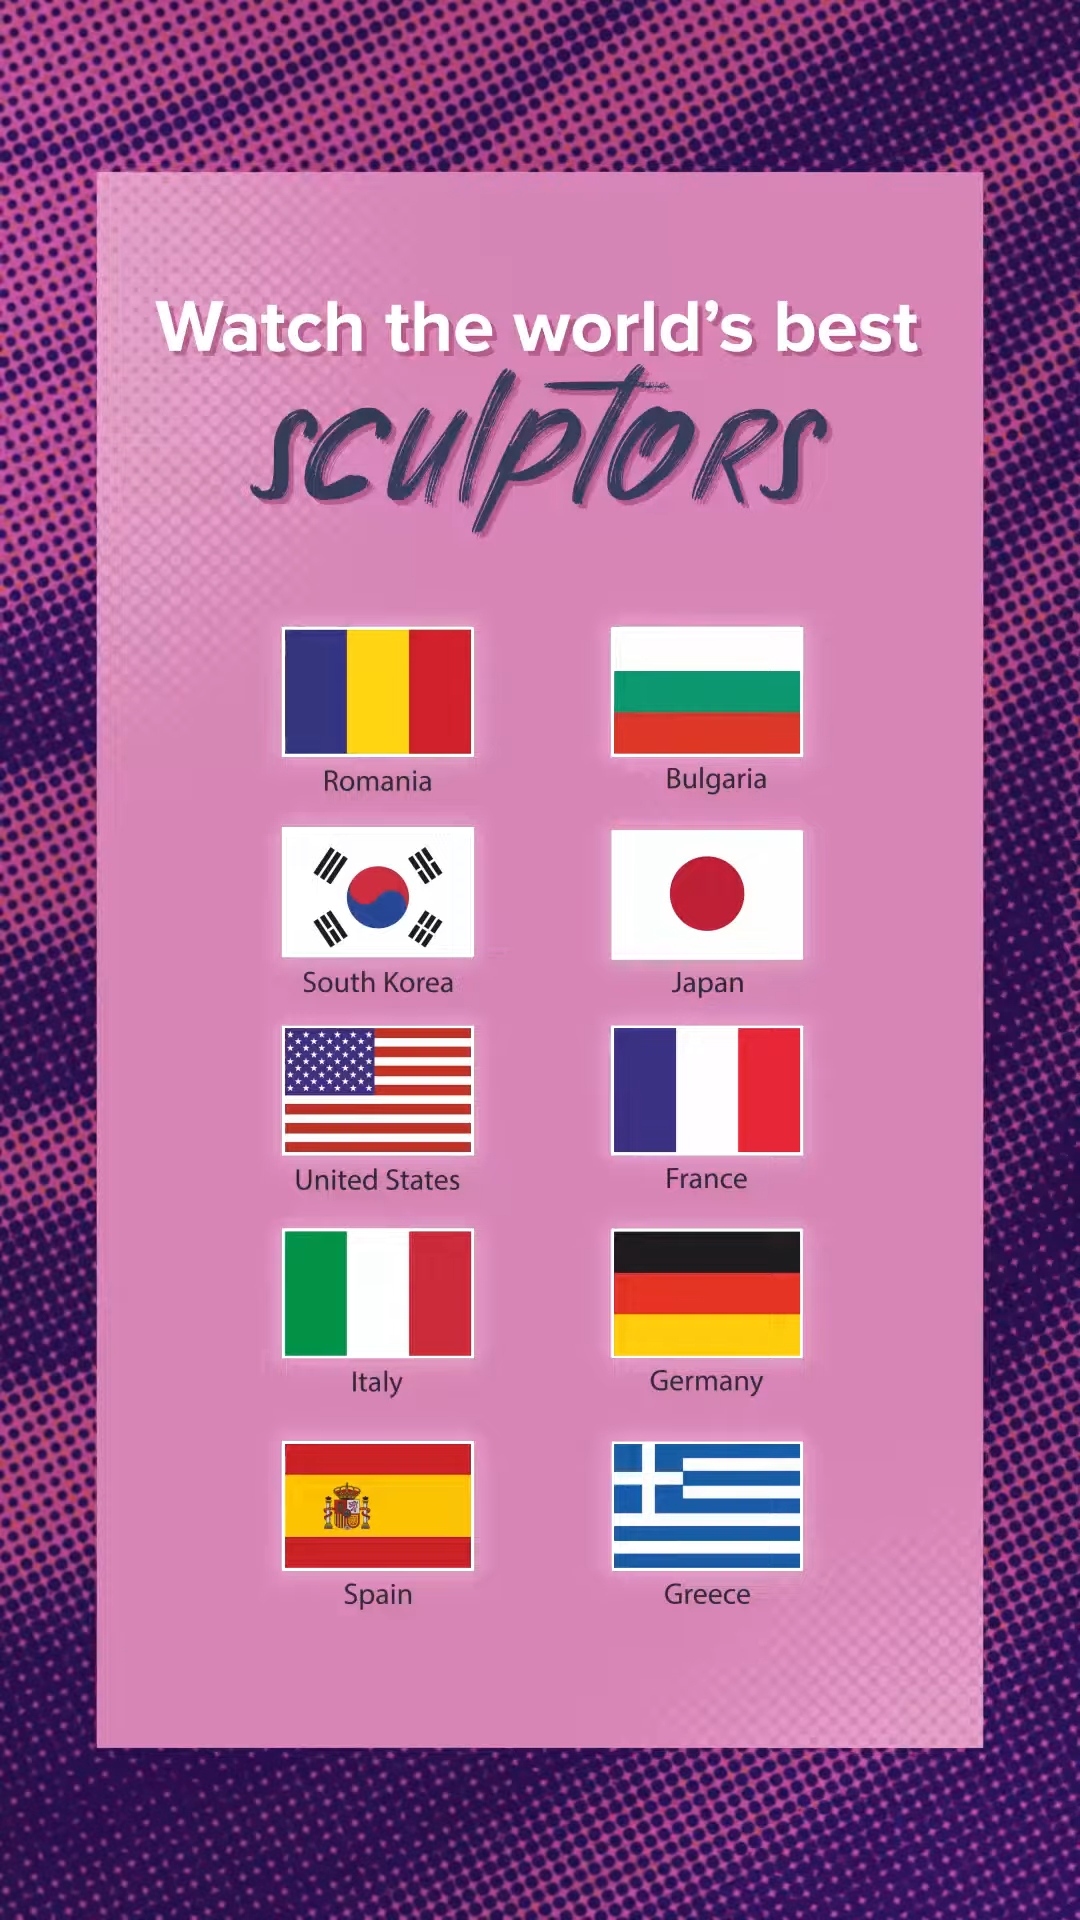 Watch the world's best
sculptors
Romania
Bulgaria
South Korea
Japan
United States
France
Italy
Germany
Spain
Greece